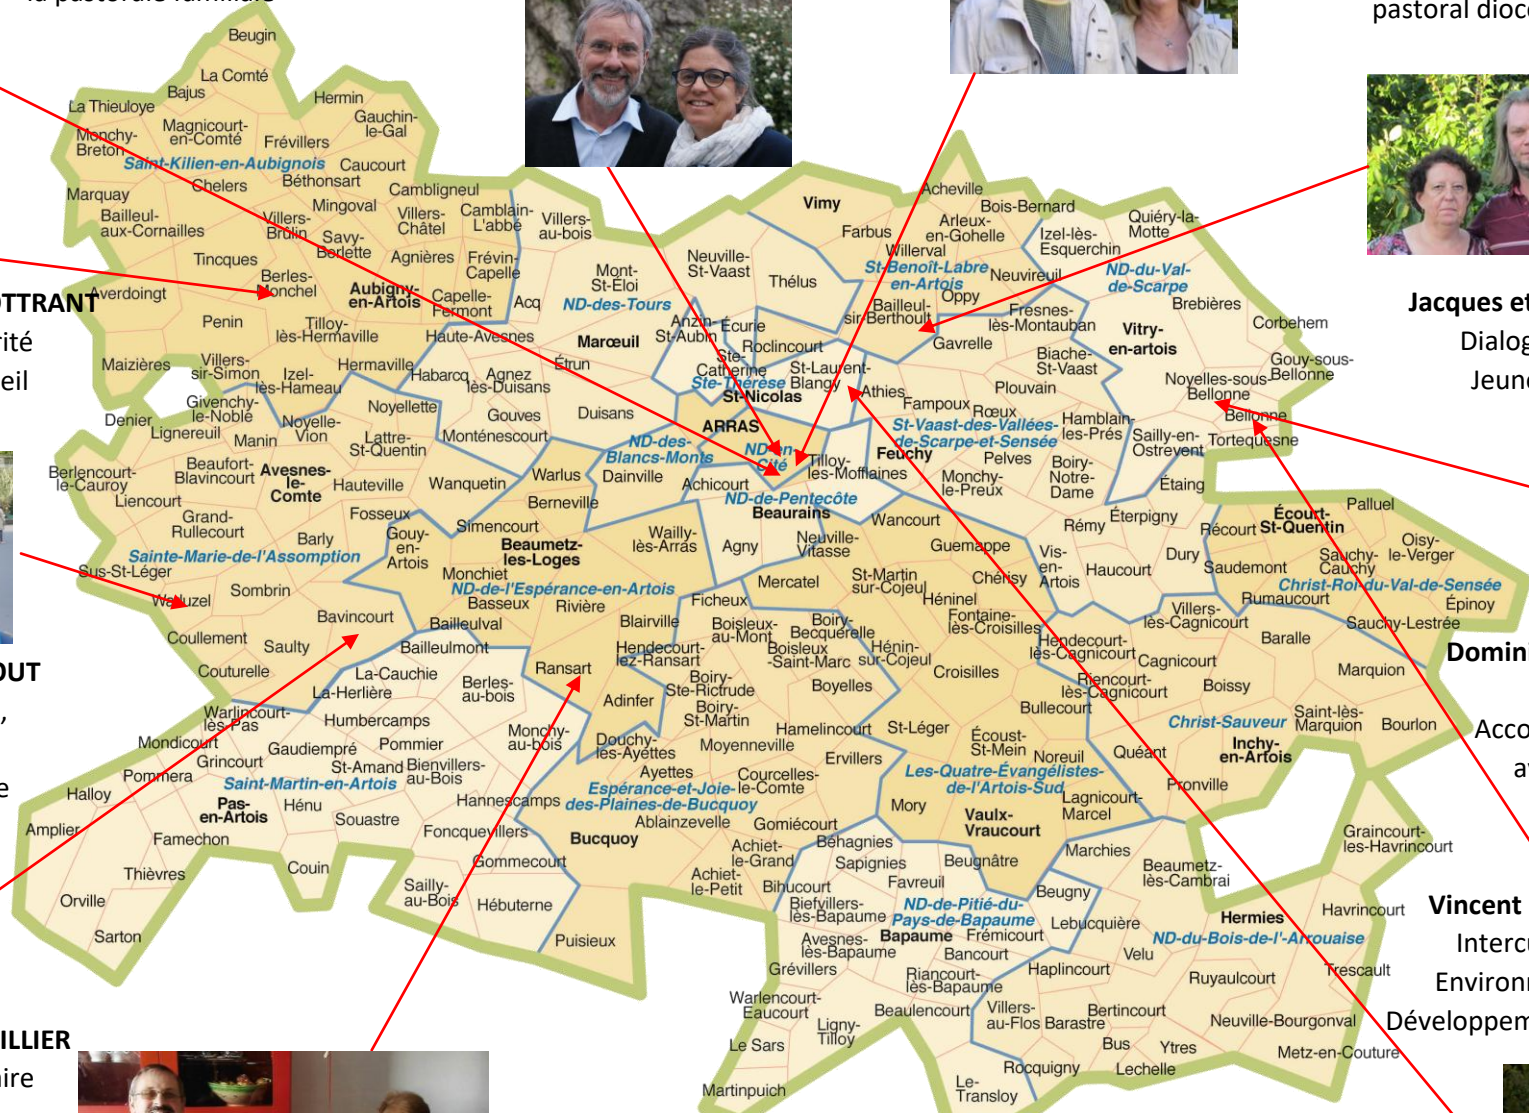 la pastorale familiale
pastoral dioc
OTTRANT
rité
eil
OUT
,
e
ILLIER
ire
Jacques et
Dialog
Jeune
Domini
Acco
av
Vincent
Intercu
Environn
Développem
Beugin
La Comté
Bajus
La Thieuloye
Hermin
Gauchin-
le-Gal
Magnicourt-
en-Comté
Monchy-
Breton
Frévillers
Saint-Kilien-en-Aubignois
Caucourt
Chelers
Béthonsart
Marquay
Cambligneul
Mingoval
Bailleul-
aux-Cornailles
Villers-
Brûlin
Villers-
Châtel
Camblain-
L'abbé
Savy-
Berlette
Tincques
Agnières
Frévin-
Capelle
Berles-
Monchel
Aubigny-
en-Artois
Averdoingt
Capelle-
Fermont
Penin
Tilloy-
lès-Hermaville
Maizières
Villers-
sir-Simon
Izel-
lès-Hameau
Hermaville
Villers-
au-bois
Acq
Mont-
St-Eloi
ND-des-Tours
Neuville-
St-Vaast
Thélus
Haute-Avesnes
Marœuil
Anzin-
St-Aubin
Écurie
Roclincourt
Étrun
Habarcq
Agnez
lès-Duisans
Ste-
Catherine
St-Laurent-
Blangy
Ste-Thérèse
St-Nicolas
Gouves
Duisans
Monténescourt
ARRAS
ND-des-
Blancs-Monts
ND-en-
Cité
Warlus
Dainville
Achicourt
Berneville
Tilloy-
les-Mofflaines
ND-de-Pentecôte
Beaurains
Agny
Neuville-
Vitasse
Vimy
Farbus
Acheville
Arleux-
en-Gohelle
Bois-Bernard
Willerval
St-Benoît-Labre
en-Artois
Neuvireuil
Oppy
Bailleul-
sir-Berthoult
Izel-lès-
Esquerchin
Quiéry-la-
Motte
ND-du-Val-
de-Scarpe
Brebières
Fresnes-
lès-Montauban
Vitry-
en-artois
Corbehem
Gavrelle
Biache-
St-Vaast
Gouy-sous-
Bellonne
Noyelles-sous-
Bellonne
Plouvain
Athies
Fampoux
Rœux
Bellonne
Hamblain-
les-Prés
St-Vaast-des-Vallées-
de-Scarpe-et-Sensée
Sailly-en-
Ostrevent
Tortequesne
Feuchy
Pelves
Monchy-
le-Preux
Boiry-
Notre-
Dame
Étaing
Éterpigny
Rémy
Vis-
en-
Artois
Haucourt
Dury
Denier
Givenchy-
le-Noble
Lignereuil
Manin
Noyelle-
Vion
Noyellette
Lattre-
St-Quentin
Berlencourt-
le-Cauroy
Beaufort-
Blavincourt
Avesnes-
le-
Comte
Hauteville
Wanquetin
Liencourt
Grand-
Rullecourt
Fosseux
Barly
Sainte-Marie-de-l'Assomption
Sus-St-Léger
Sombrin
Warluzel
Bavincourt
Coullement
Saulty
Couturelle
Gouy-
en-
Artois
Simencourt
Beaumetz-
les-Loges
Wailly-
lès-Arras
Monchiet
ND-de-l'Espérance-en-Artois
Basseux
Rivière
Ficheux
Bailleulval
Blairville
Hendecourt-
lez-Ransart
Ransart
Adinfer
Bailleulmont
La-Cauchie
La-Herlière
Berles-
au-bois
Warlincourt-
lès-Pas
Humbercamps
Mondicourt
Gaudiempré
Pommier
Monchy-
au-bois
Grincourt
St-Amand
Bienvillers-
au-Bois
Pommera
Saint-Martin-en-Artois
Halloy
Pas-
en-Artois
Hénu
Hannescamps
Souastre
Amplier
Famechon
Foncquevillers
Gommecourt
Thièvres
Couin
Sailly-
au-Bois
Hébuterne
Orville
Sarton
Mercatel
Boisleux-
au-Mont
Boiry-
Becquerelle
Boisleux
-Saint-Marc
Boiry-
Ste-Rictrude
Boyelles
Boiry-
St-Martin
Hamelincourt
Douchy-
lès-Ayettes
Moyenneville
Ayettes
Ervillers
Courcelles-
le-Comte
Espérance-et-Joie-
des-Plaines-de-Bucquoy
Ablainzevelle
Gomiécourt
Bucquoy
Achiet-
le-Grand
Achiet-
le-Petit
Bihucourt
Puisieux
Wancourt
Guemappe
St-Martin
sur-Cojeul
Chérisy
Héninel
Fontaine-
lès-Croisilles
Hénin-
sur-Cojeul
Croisilles
St-Léger
Écoust-
St-Mein
Bullecourt
Noreuil
Les-Quatre-Évangélistes-
de-l'Artois-Sud
Mory
Lagnicourt-
Marcel
Vaulx-
Vraucourt
Beugnâtre
Écourt-
St-Quentin
Palluel
Récourt
Oisy-
le-Verger
Sauchy-
Cauchy
Saudemont
Christ-Roi-du-Val-de-Sensée
Rumaucourt
Épinoy
Sauchy-Lestrée
Villers-
lès-Cagnicourt
Baralle
Hendecourt-
lès-Cagnicourt
Cagnicourt
Marquion
Riencourt-
lès-Cagnicourt
Boissy
Christ-Sauveur
Saint-lès-
Marquion
Bourlon
Quéant
Inchy-
en-Artois
Pronville
Béhagnies
Sapignies
Favreuil
Biefvillers-
lès-Bapaume
ND-de-Pitié-du-
Pays-de-Bapaume
Avesnes-
lès-Bapaume
Bapaume
Frémicourt
Grévillers
Bancourt
Riancourt-
lès-Bapaume
Warlencourt-
Eaucourt
Beaulencourt
Ligny-
Tilloy
Le Sars
Martinpuich
Le-
Transloy
Marchies
Beaumetz-
lès-Cambrai
Graincourt-
les-Havrincourt
Beugny
Lebucquière
Hermies
Havrincourt
ND-du-Bois-de-l'-Arrouaise
Velu
Haplincourt
Ruyaulcourt
Trescault
Villers-
au-Flos
Barastre
Bertincourt
Neuville-Bourgonval
Bus
Ytres
Metz-en-Couture
Rocquigny
Lechelle